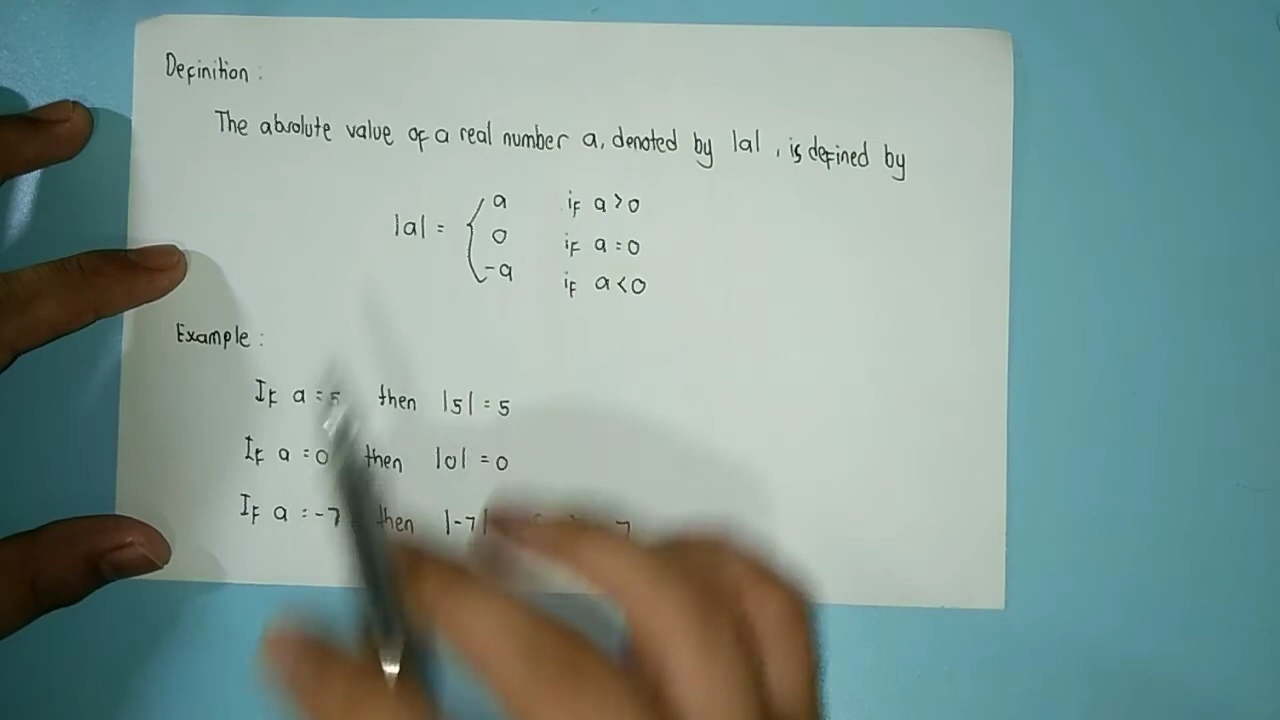 Definition :
The absolute value of a real number a, denoted by |a| , is defined by
|a| = { a if a > 0
0 if a = 0
-a if a < 0
Example :
If a = 5 then |5| = 5
If a = 0 then |0| = 0
If a = -7 then |-7| 7